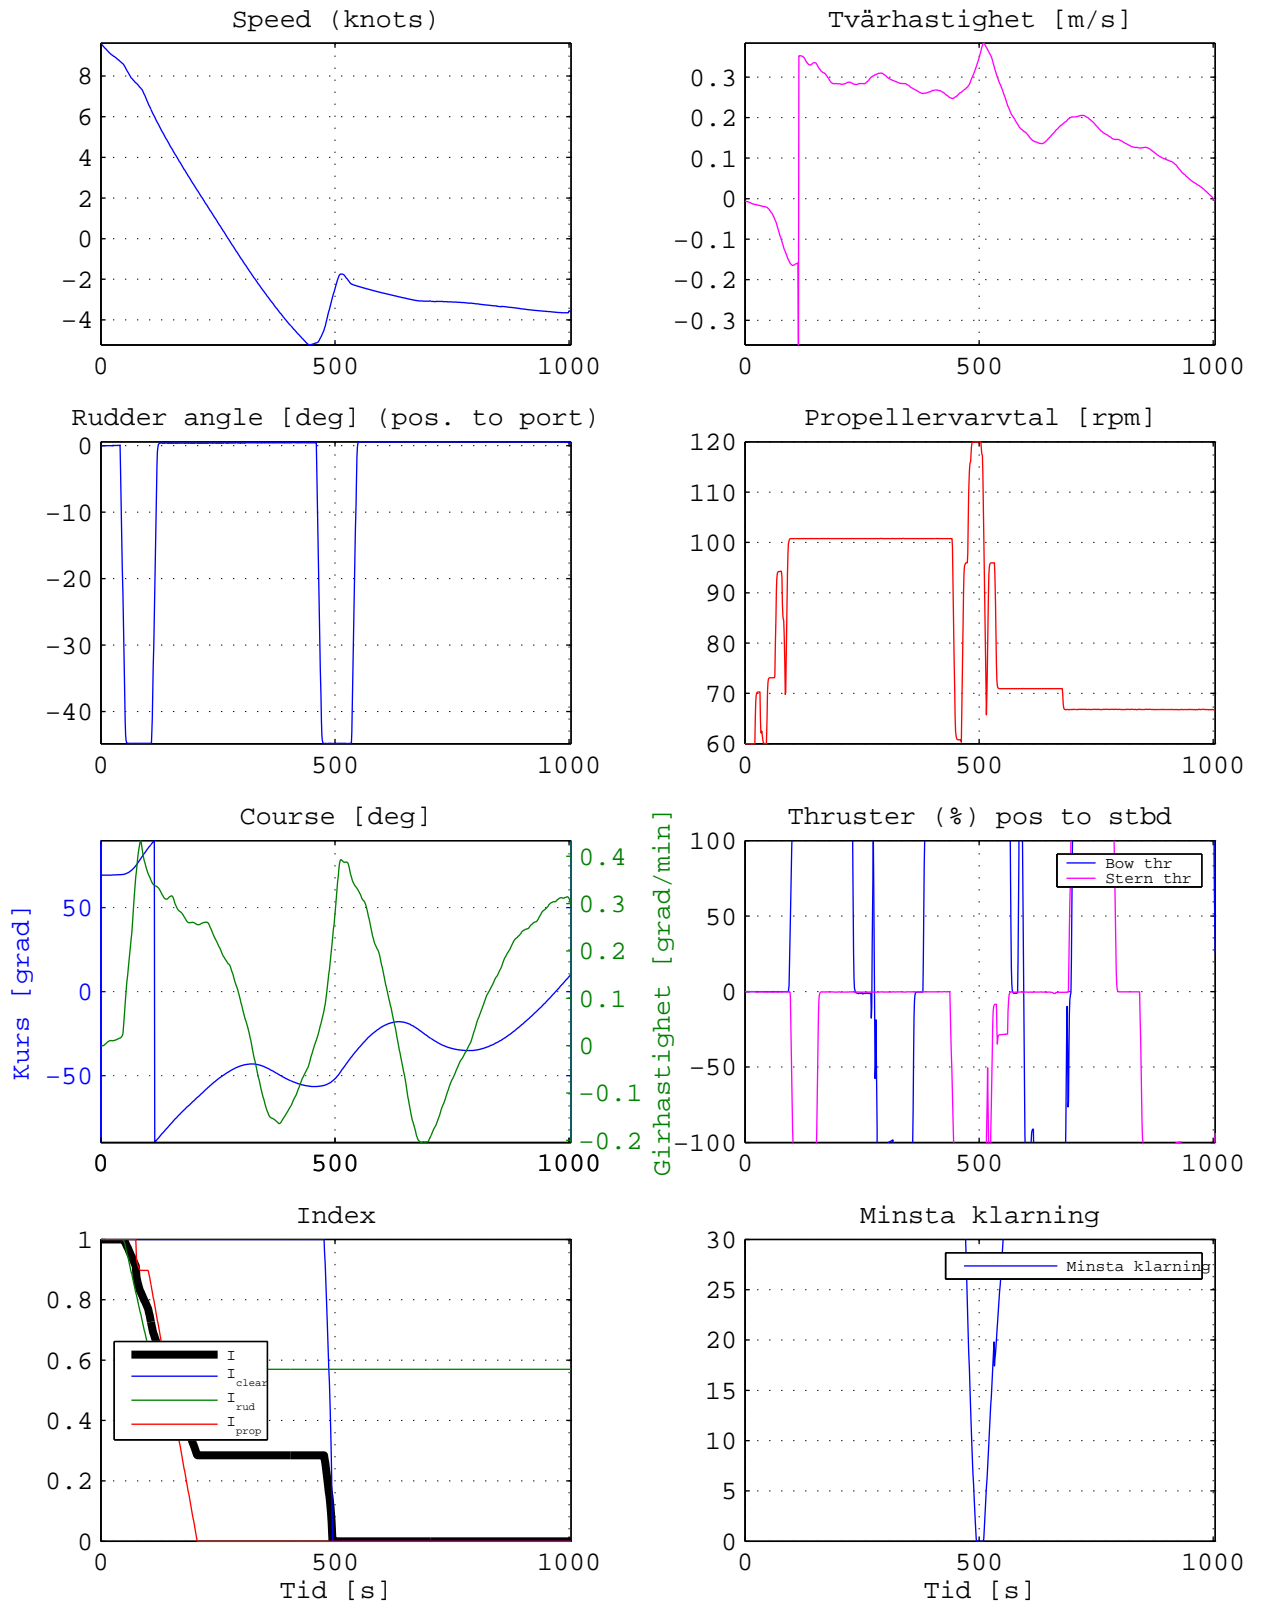 Speed (knots)
8
6
4
2
0
−2
−4
0 500 1000
Tvärhastighet [m/s]
0.3
0.2
0.1
0
−0.1
−0.2
−0.3
0 500 1000
Rudder angle [deg] (pos. to port)
0
−10
−20
−30
−40
0 500 1000
Propellervarvtal [rpm]
120
110
100
90
80
70
60
0 500 1000
Course [deg]
Kurs [grad]
50
0
−50
0.4
0.3
0.2
0.1
0
−0.1
−0.2
Girhastighet [grad/min]
0 500 1000
Thruster (%) pos to stbd
100
50
0
−50
−100
Bow thr
Stern thr
0 500 1000
Index
1
0.8
0.6
0.4
0.2
0
I
I clear
I rud
I prop
0 500 1000
Tid [s]
Minsta klarning
30
25
20
15
10
5
0
Minsta klarning
0 500 1000
Tid [s]